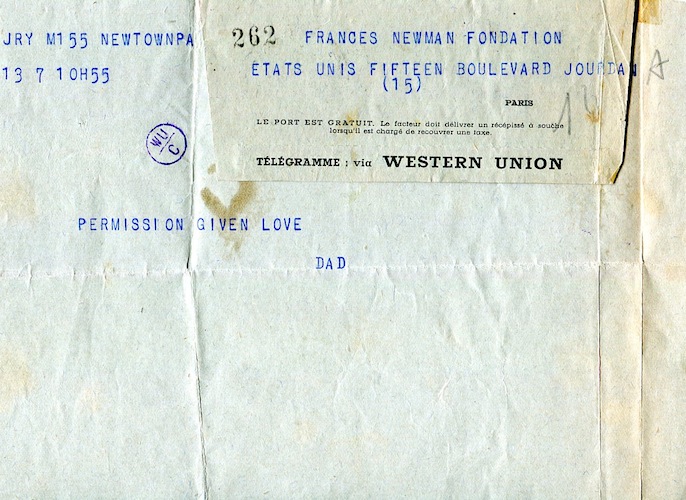 JRY M155 NEWTOWNPA
13 7 10H55
262 FRANCES NEWMAN FONDATION
ETATS UNIS FIFTEEN BOULEVARD JOURDAN
(15)
PARIS
LE PORT EST GRATUIT. Le facteur doit délivrer un récépissé à souche
lorsqu'il est chargé de recouvrer une taxe.
TÉLÉGRAMME : via WESTERN UNION
WU
C
PERMISSION GIVEN LOVE
DAD